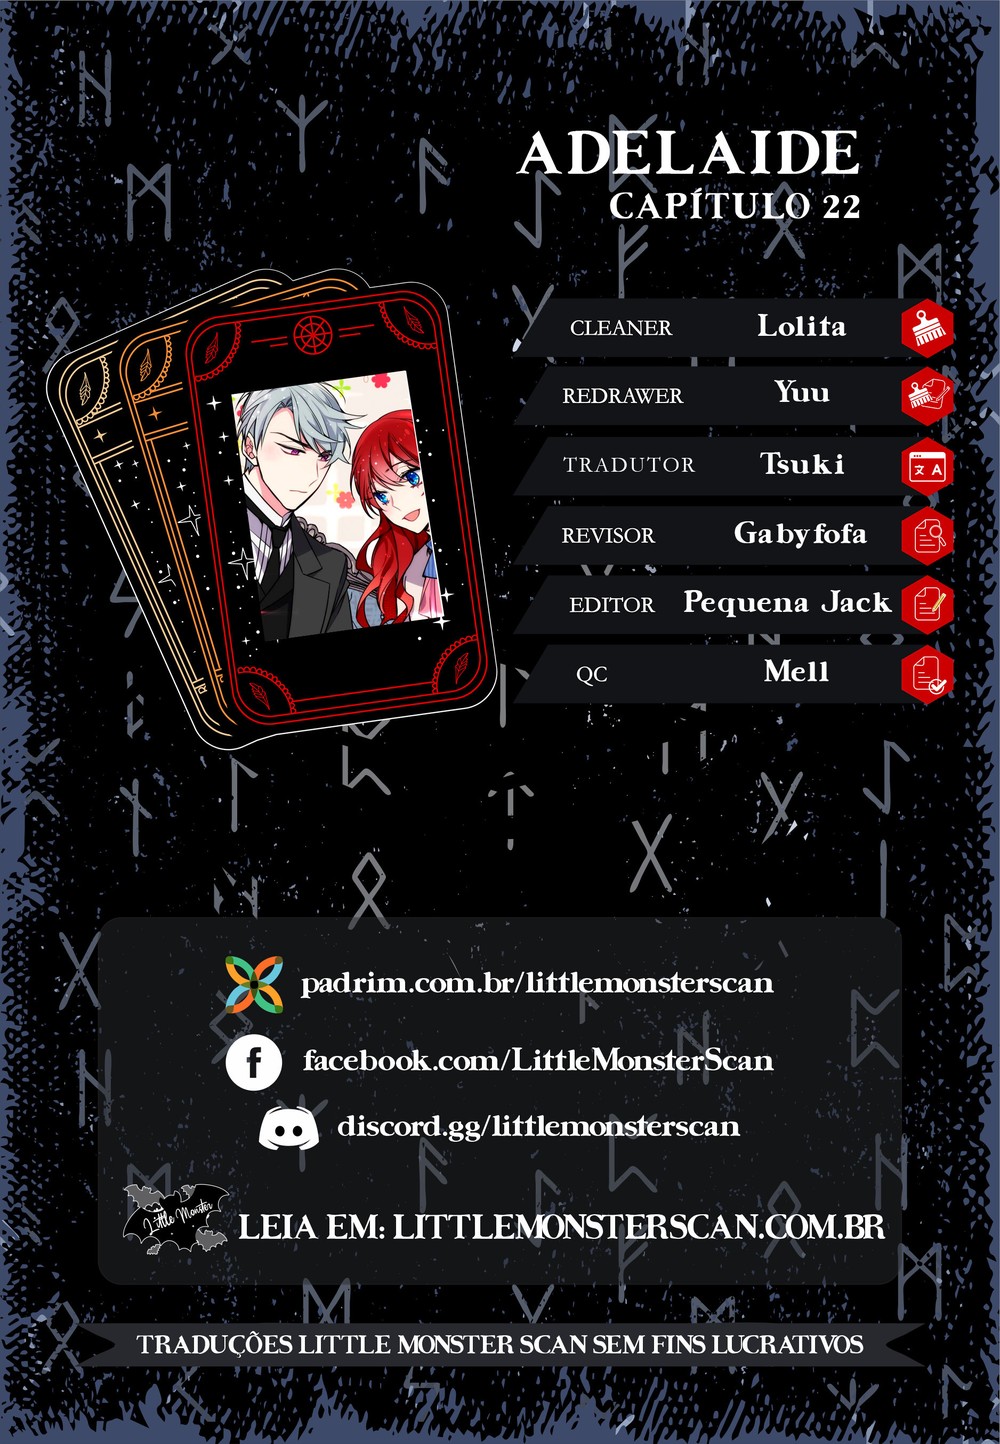 ADELAIDE
CAPÍTULO 22
CLEANER Lolita
REDRAWER Yuu
TRADUTOR Tsuki
REVISOR Gabyfofa
EDITOR Pequena Jack
QC Mell
padrim.com.br/littlemonsterscan
facebook.com/LittleMonsterScan
discord.gg/littlemonsterscan
Little Monster
LEIA EM: LITTLEMONSTERSCAN.COM.BR
TRADUÇÕES LITTLE MONSTER SCAN SEM FINS LUCRATIVOS